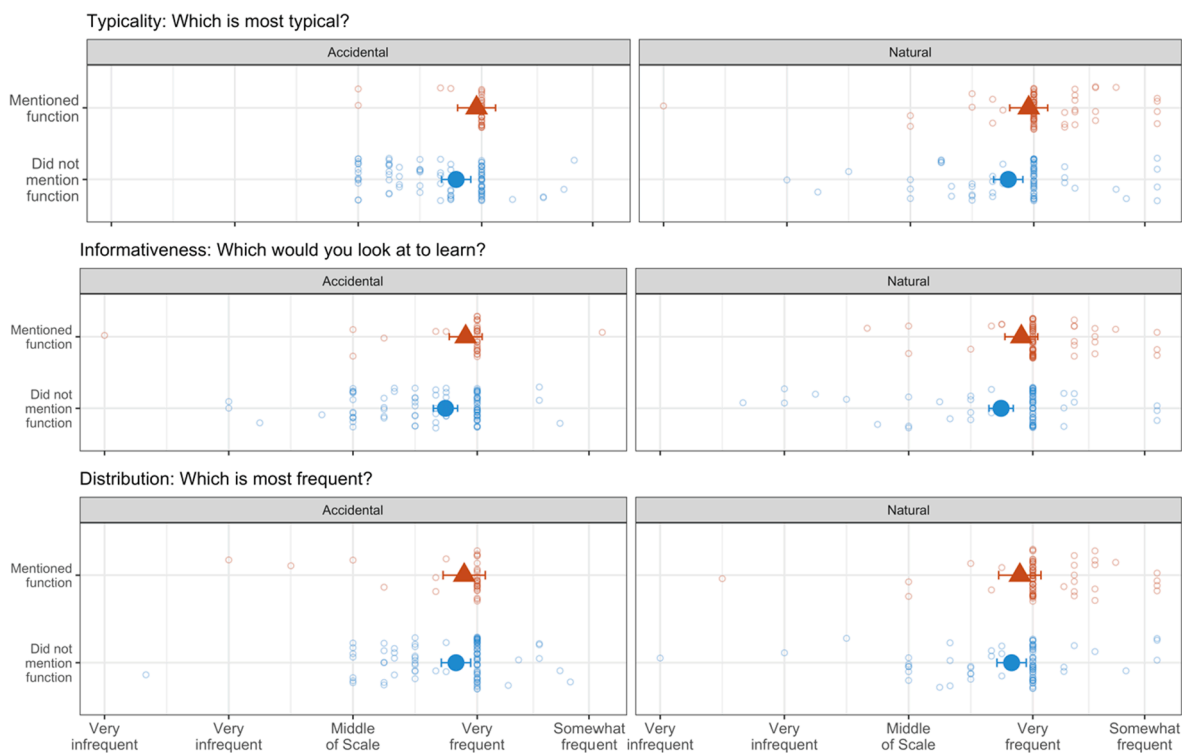 Typicality: Which is most typical?
Accidental
Natural
Mentioned
function
Did not
mention
function
Informativeness: Which would you look at to learn?
Accidental
Natural
Mentioned
function
Did not
mention
function
Distribution: Which is most frequent?
Accidental
Natural
Mentioned
function
Did not
mention
function
Very
infrequent
Very
infrequent
Middle
of Scale
Very
frequent
Somewhat
frequent
Very
infrequent
Very
infrequent
Middle
of Scale
Very
frequent
Somewhat
frequent